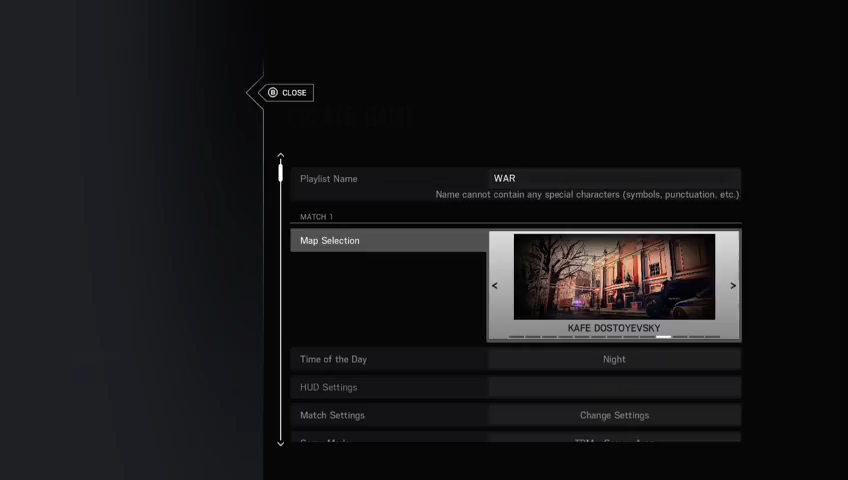 B CLOSE
Playlist Name WAR
Name cannot contain any special characters (symbols, punctuation, etc.)
MATCH 1
Map Selection
< >
KAFE DOSTOYEVSKY
Time of the Day Night
HUD Settings
Match Settings Change Settings